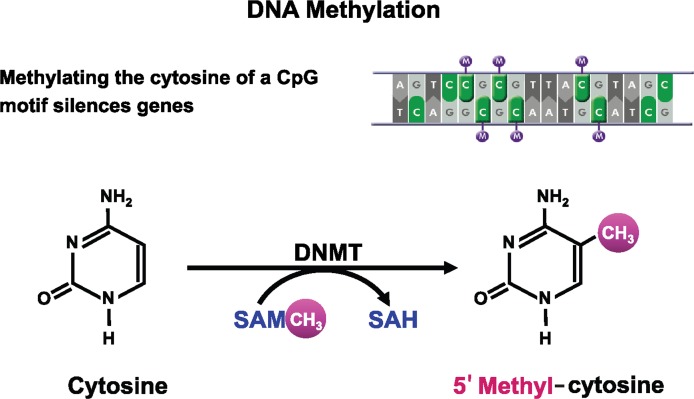 DNA Methylation
Methylating the cytosine of a CpG
motif silences genes
M M M
A G T C C G C G T T A C G T A G C
T C A G G C G C A A T G C A T C G
M M M
NH2
N
O
N
H
Cytosine
DNMT
SAM CH3
SAH
NH2
CH3
N
O
N
H
5' Methyl-cytosine